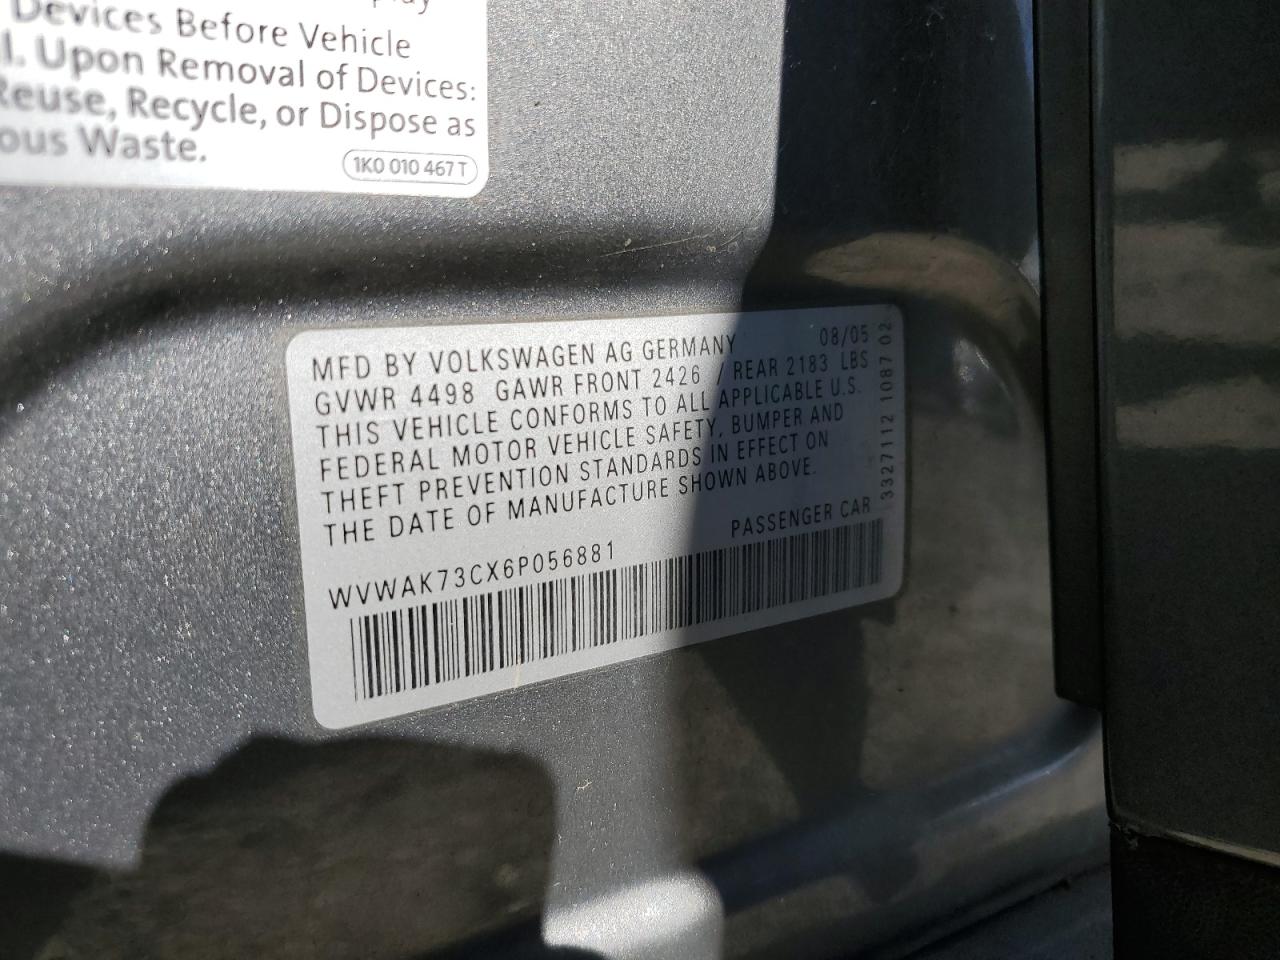 Devices Before Vehicle
Upon Removal of Devices:
Reuse, Recycle, or Dispose as
Waste.
1K0 010 467 T
MFD BY VOLKSWAGEN AG GERMANY 08/05
GVWR 4498 GAWR FRONT 2426 / REAR 2183 LBS
THIS VEHICLE CONFORMS TO ALL APPLICABLE U.S.
FEDERAL MOTOR VEHICLE SAFETY, BUMPER AND
THEFT PREVENTION STANDARDS IN EFFECT ON
THE DATE OF MANUFACTURE SHOWN ABOVE.
PASSENGER CAR
WVWAK73CX6P056881
3327112 1087 02